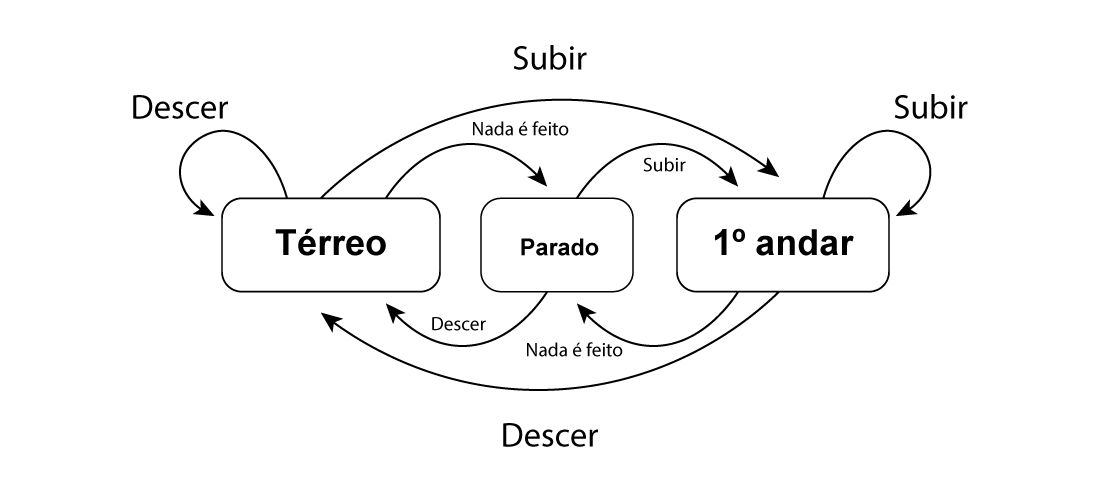 Subir
Descer
Subir
Nada é feito
Subir
Térreo
Parado
1º andar
Descer
Nada é feito
Descer